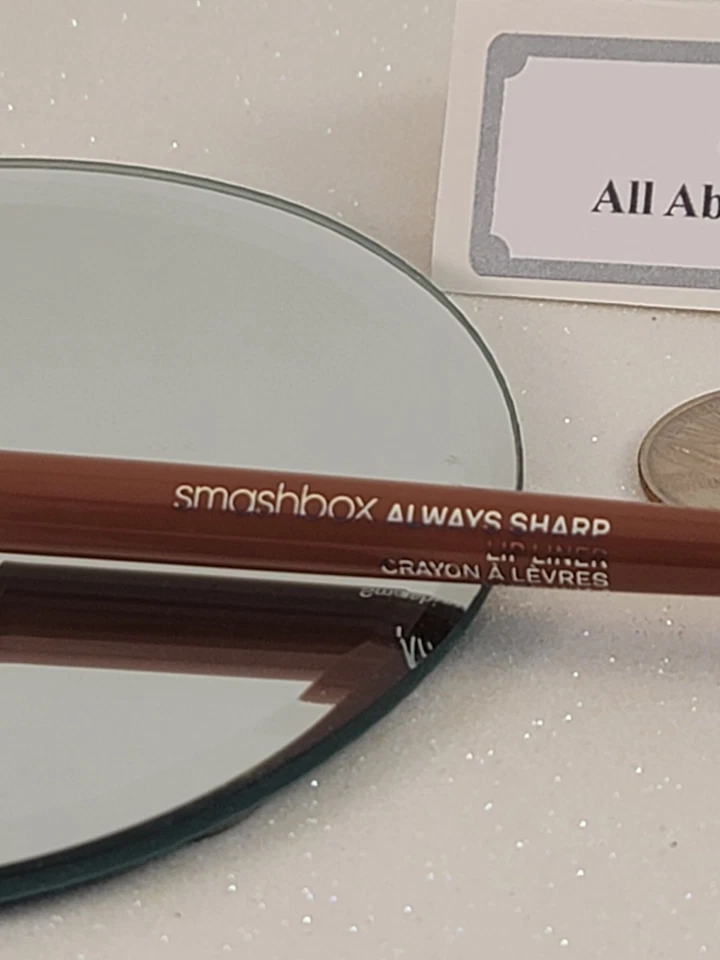 All Ab
smashbox ALWAYS SHARP
LIP LINER
CRAYON À LÈVRES